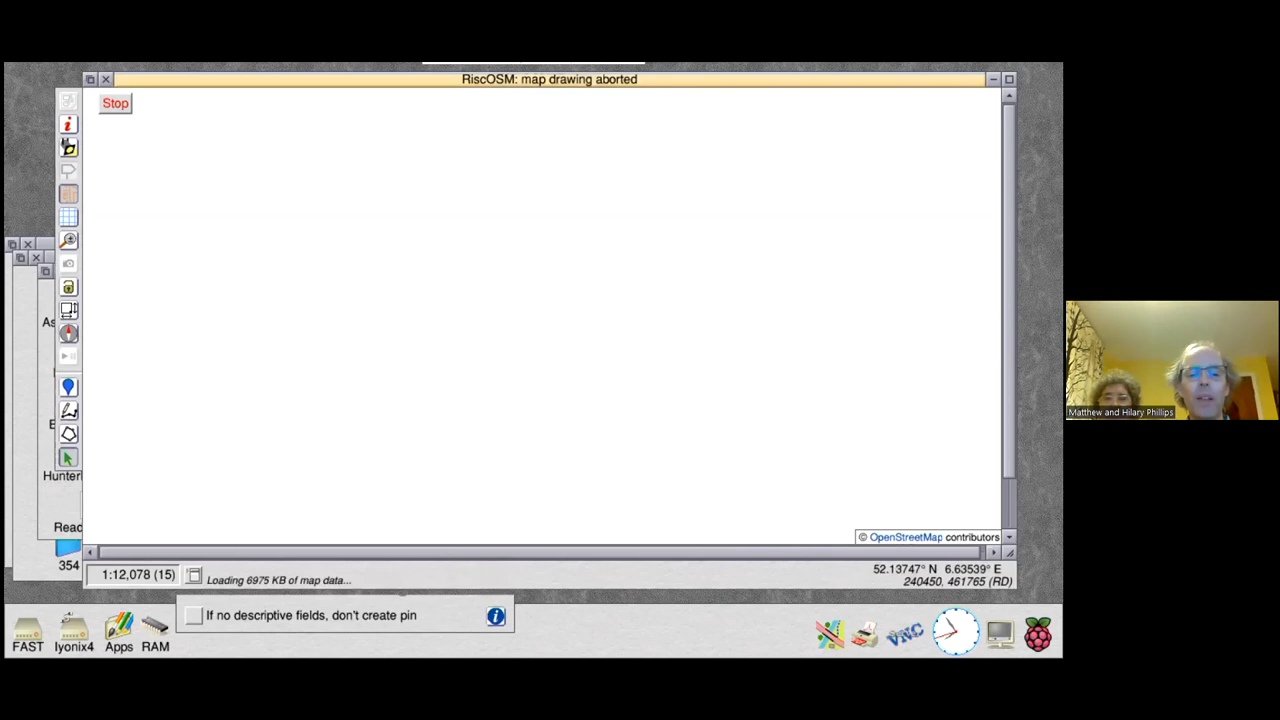 RiscOSM: map drawing aborted
Stop
As
E
Hunter
Read
354
© OpenStreetMap contributors
1:12,078 (15)
Loading 6975 KB of map data...
52.13747° N 6.63539° E
240450, 461765 (RD)
If no descriptive fields, don't create pin
FAST
Iyonix4
Apps
RAM
VNC
Matthew and Hilary Phillips